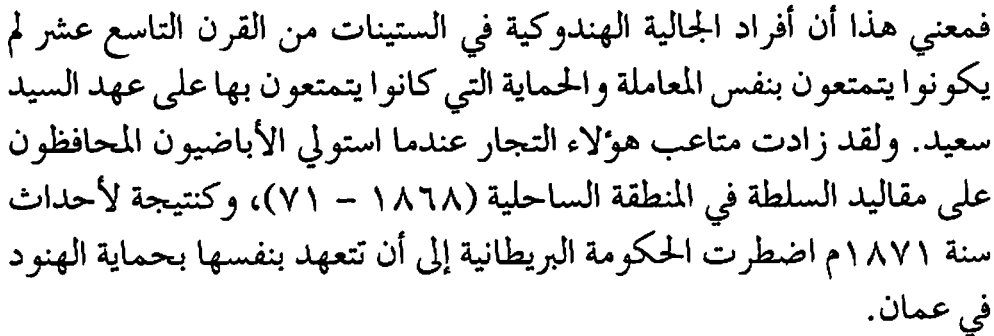 فمعني هذا أن أفراد الجالية الهندوكية في الستينات من القرن التاسع عشر لم
يكونوا يتمتعون بنفس المعاملة والحماية التي كانوا يتمتعون بها على عهد السيد
سعيد. ولقد زادت متاعب هؤلاء التجار عندما استولي الأباضيون المحافظون
على مقاليد السلطة في المنطقة الساحلية (١٨٦٨ - ٧١)، وكنتيجة لأحداث
سنة ١٨٧١م اضطرت الحكومة البريطانية إلى أن تتعهد بنفسها بحماية الهنود
في عمان.